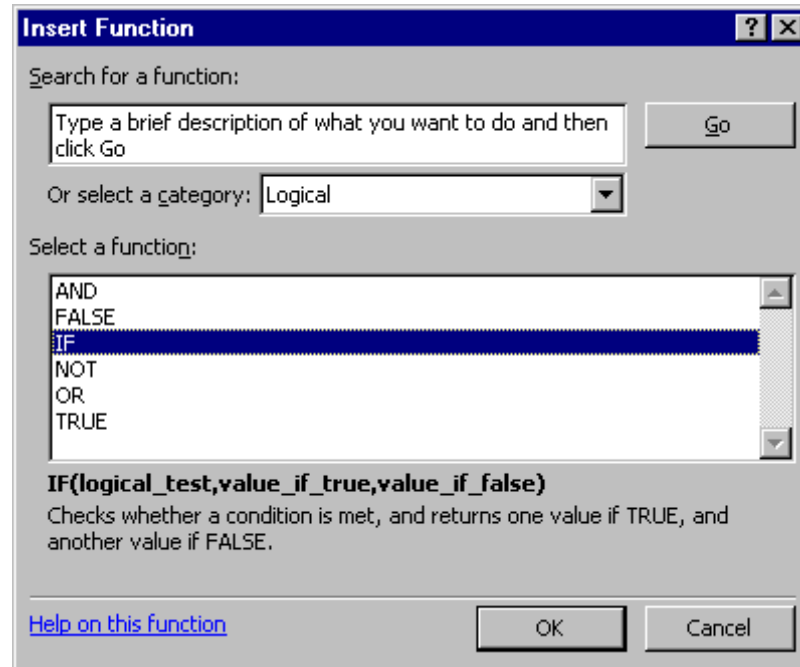 Insert Function
Search for a function:
Type a brief description of what you want to do and then
click Go
Go
Or select a category: Logical
Select a function:
AND
FALSE
IF
NOT
OR
TRUE
IF(logical_test,value_if_true,value_if_false)
Checks whether a condition is met, and returns one value if TRUE, and
another value if FALSE.
Help on this function OK Cancel